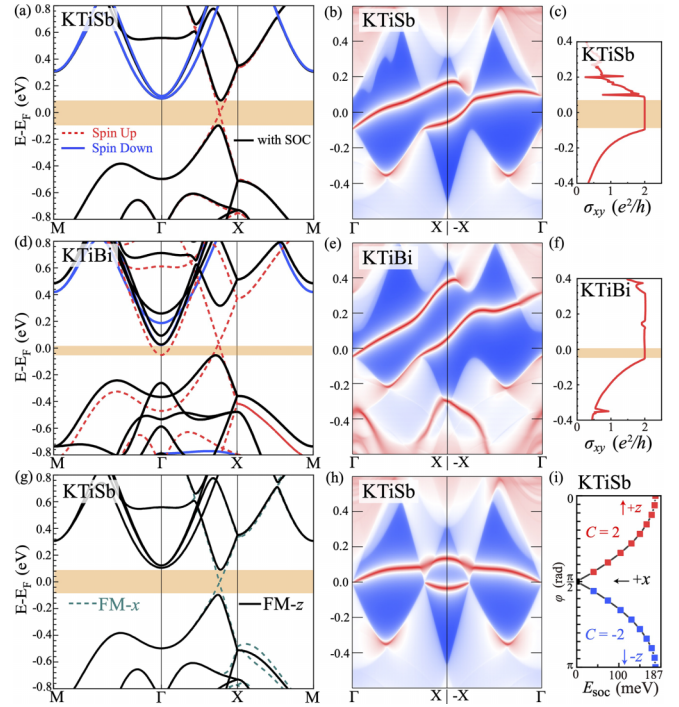 (a) KTiSb
0.8
0.6
0.4
0.2
0.0
-0.2
-0.4
-0.6
-0.8
E-E_F (eV)
Spin Up
Spin Down
with SOC
M Γ X M
(b) KTiSb
0.4
0.2
0.0
-0.2
-0.4
Γ X|-X Γ
(c)
KTiSb
0.6
0.4
0.2
0.0
-0.2
-0.4
0 1 2
σxy (e²/h)
(d) KTiBi
0.8
0.6
0.4
0.2
0.0
-0.2
-0.4
-0.6
-0.8
E-E_F (eV)
M Γ X M
(e) KTiBi
0.4
0.2
0.0
-0.2
-0.4
Γ X|-X Γ
(f)
KTiBi
0.4
0.2
0.0
-0.2
-0.4
0 1 2
σxy (e²/h)
(g) KTiSb
0.8
0.6
0.4
0.2
0.0
-0.2
-0.4
-0.6
-0.8
E-E_F (eV)
FM-x
FM-z
M Γ X M
(h) KTiSb
0.4
0.2
0.0
-0.2
-0.4
Γ X|-X Γ
(i) KTiSb
0
π/2
π
φ (rad)
↑+z
C = 2
←+x
C = -2
↓-z
0 100 187
E_soc (meV)